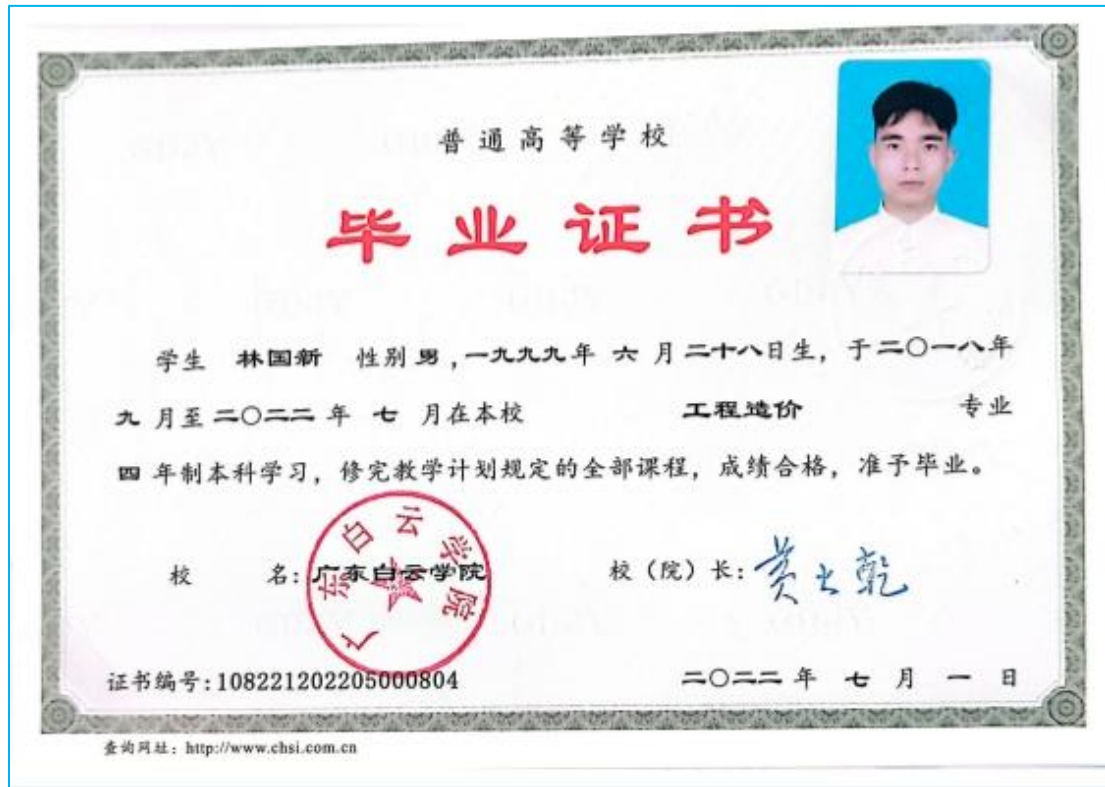 普通高等学校
毕业证书
学生 林国新 性别 男 ,一九九九年 六 月 二十八日生, 于二〇一八年
九 月至 二〇二二 年 七 月在本校 工程造价 专业
四 年制本科学习, 修完教学计划规定的全部课程, 成绩合格, 准予毕业。
校 名: 广东白云学院
广东白云学院
校（院）长:
证书编号: 108221202205000804
二〇二二 年 七 月 一 日
查询网址: http://www.chsi.com.cn